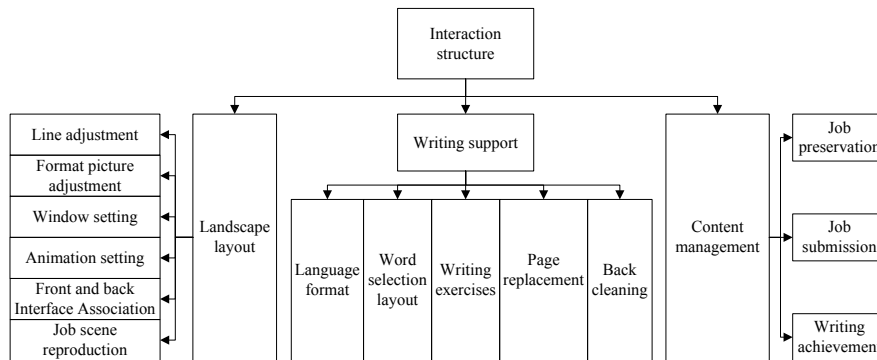 Interaction
structure
Line adjustment
Format picture
adjustment
Window setting
Animation setting
Front and back
Interface Association
Job scene
reproduction
Landscape
layout
Writing support
Language
format
Word
selection
layout
Writing
exercises
Page
replacement
Back
cleaning
Content
management
Job
preservation
Job
submission
Writing
achievement